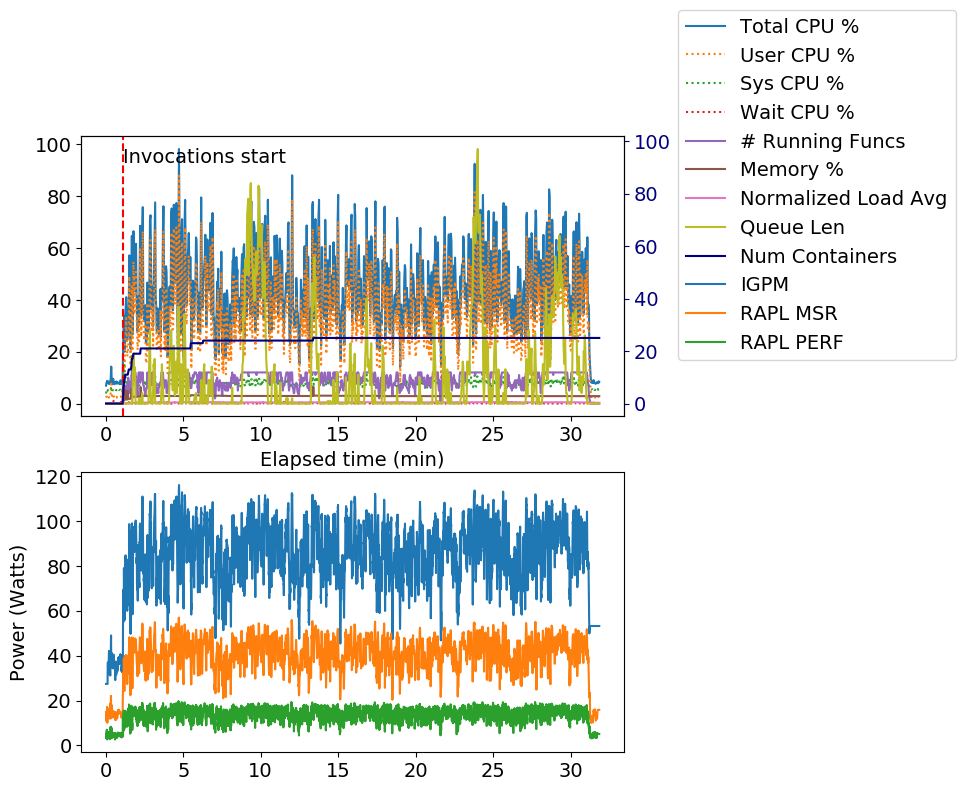 Total CPU %
User CPU %
Sys CPU %
Wait CPU %
# Running Funcs
Memory %
Normalized Load Avg
Queue Len
Num Containers
IGPM
RAPL MSR
RAPL PERF
Invocations start
100
80
60
40
20
0
100
80
60
40
20
0
0 5 10 15 20 25 30
Elapsed time (min)
Power (Watts)
120
100
80
60
40
20
0
0 5 10 15 20 25 30